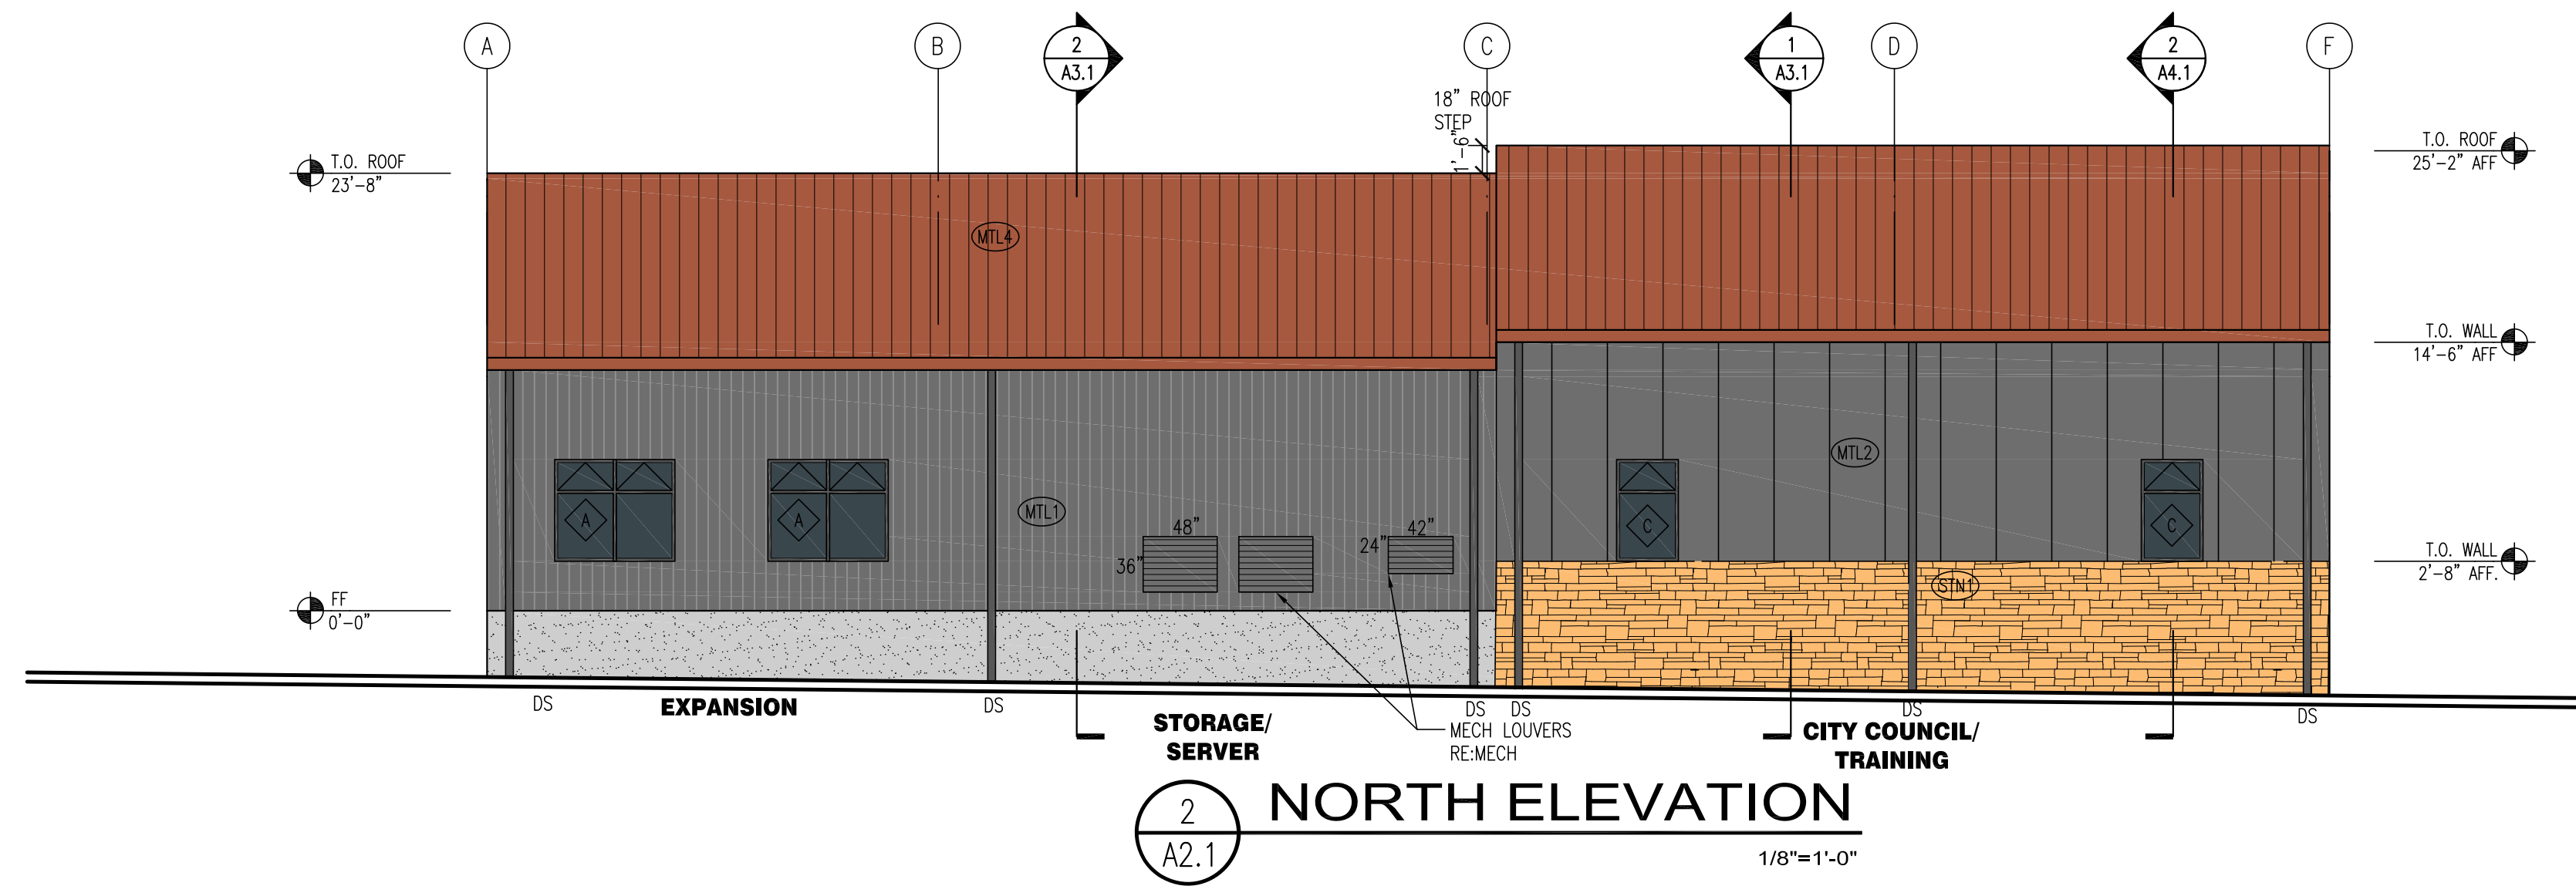 A
B
2
A3.1
C
1
A3.1
D
2
A4.1
F
18" ROOF
STEP
1'-6"
T.O. ROOF
23'-8"
T.O. ROOF
25'-2" AFF
MTL4
T.O. WALL
14'-6" AFF
MTL2
A
A
MTL1
48"
36"
42"
24"
C
C
T.O. WALL
2'-8" AFF.
STN1
FF
0'-0"
DS
EXPANSION
DS
STORAGE/
SERVER
DS DS
MECH LOUVERS
RE:MECH
DS
CITY COUNCIL/
TRAINING
DS
2
A2.1
NORTH ELEVATION
1/8"=1'-0"